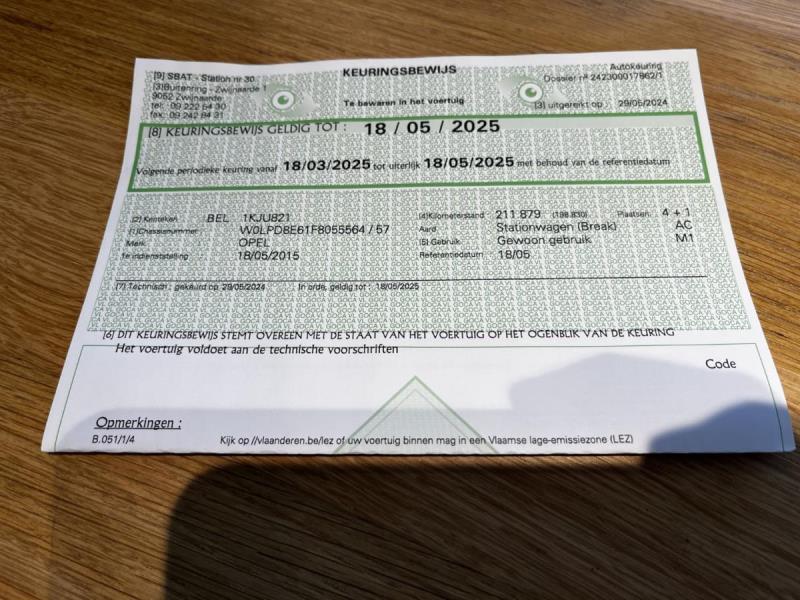 KEURINGSBEWIJS
Te bewaren in het voertuig
[9] SBAT - Station nr 30
[3]Buitenring - Zwijnaarde 1
9052 Zwijnaarde
tel: 09 222 54 30
fax: 09 242 84 31
Autokeuring
Dossier n° 242300017862/1
[3] uitgereikt op : 29/05/2024
[8] KEURINGSBEWIJS GELDIG TOT : 18 / 05 / 2025
Volgende periodieke keuring vanaf 18/03/2025 tot uiterlijk 18/05/2025 met behoud van de referentiedatum
[2] Kenteken BEL 1KJU821 [4]Kilometerstand 211.879 (198.830) Plaatsen 4 + 1
[1]Chassisnummer W0LPD8E61F8055564 / 57 Aard Stationwagen (Break) AC
Merk OPEL [5] Gebruik Gewoon gebruik M1
1e indienststelling 18/05/2015 Referentiedatum 18/05
[7] Technisch : gekeurd op 29/05/2024 In orde, geldig tot : 18/05/2025
[6] DIT KEURINGSBEWIJS STEMT OVEREEN MET DE STAAT VAN HET VOERTUIG OP HET OGENBLIK VAN DE KEURING
Het voertuig voldoet aan de technische voorschriften
Code
Opmerkingen :
B.051/1/4 Kijk op //vlaanderen.be/lez of uw voertuig binnen mag in een Vlaamse lage-emissiezone (LEZ)